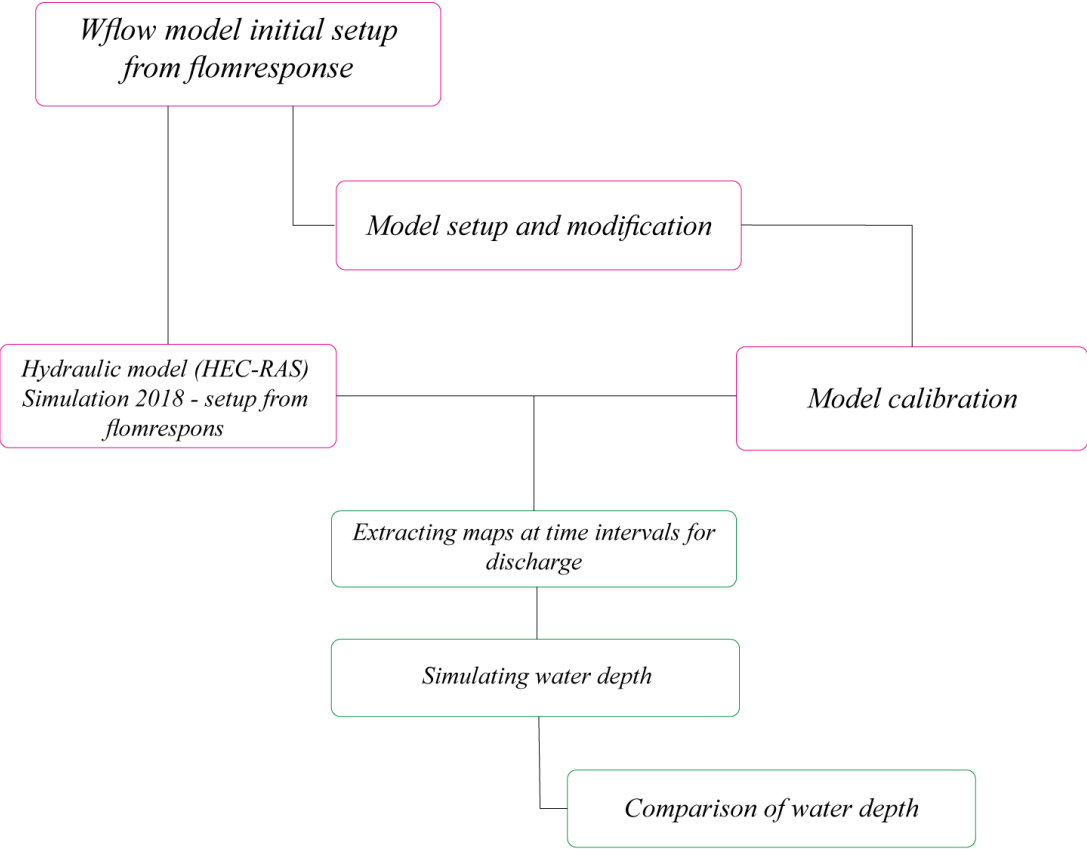 Wflow model initial setup
from flomresponse
Model setup and modification
Hydraulic model (HEC-RAS)
Simulation 2018 - setup from
flomrespons
Model calibration
Extracting maps at time intervals for
discharge
Simulating water depth
Comparison of water depth